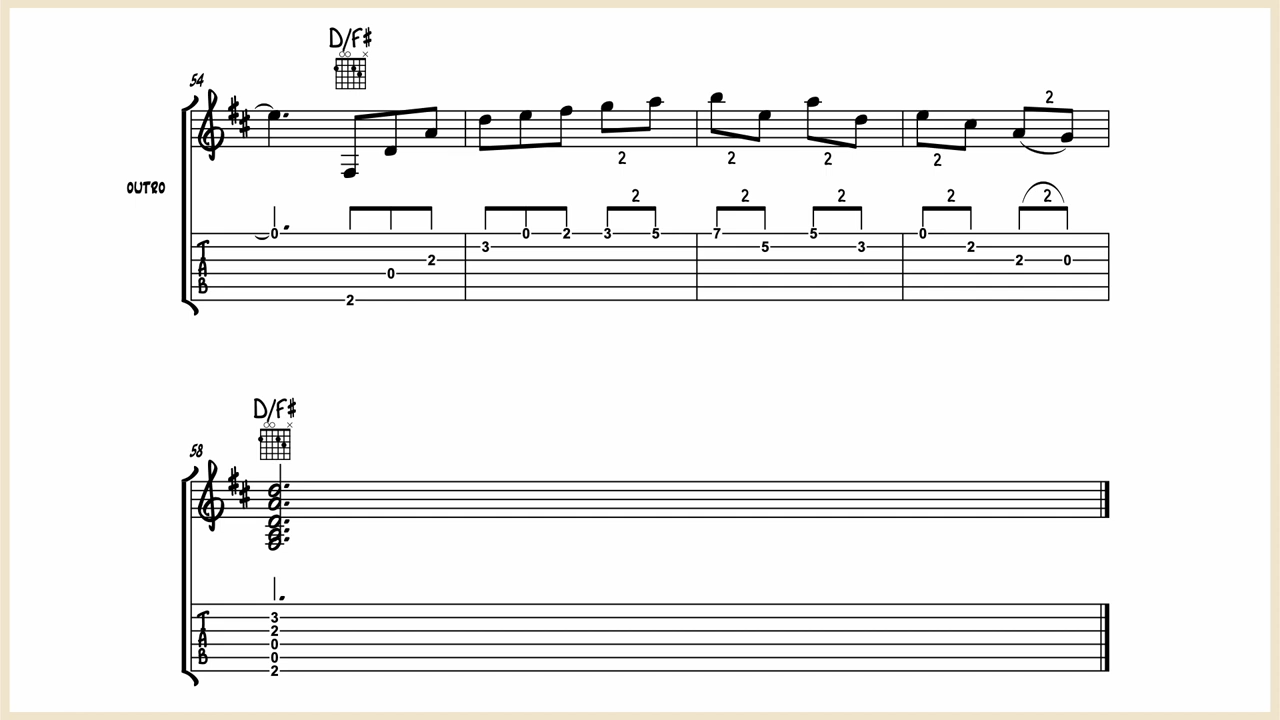 D/F#
54
2
2 2 2 2
OUTRO
2 2 2 2 2
0 0 2 3 5 7 5 0
3 5 3 2
T 2 2 0
A 0
B
2
D/F#
58
3
T 2
A 0
B 0
2